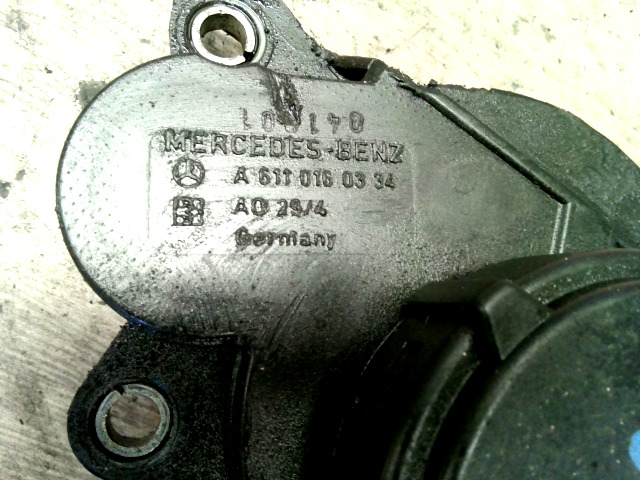 MERCEDES-BENZ
A 611 016 03 34
AO 29/4
Germany